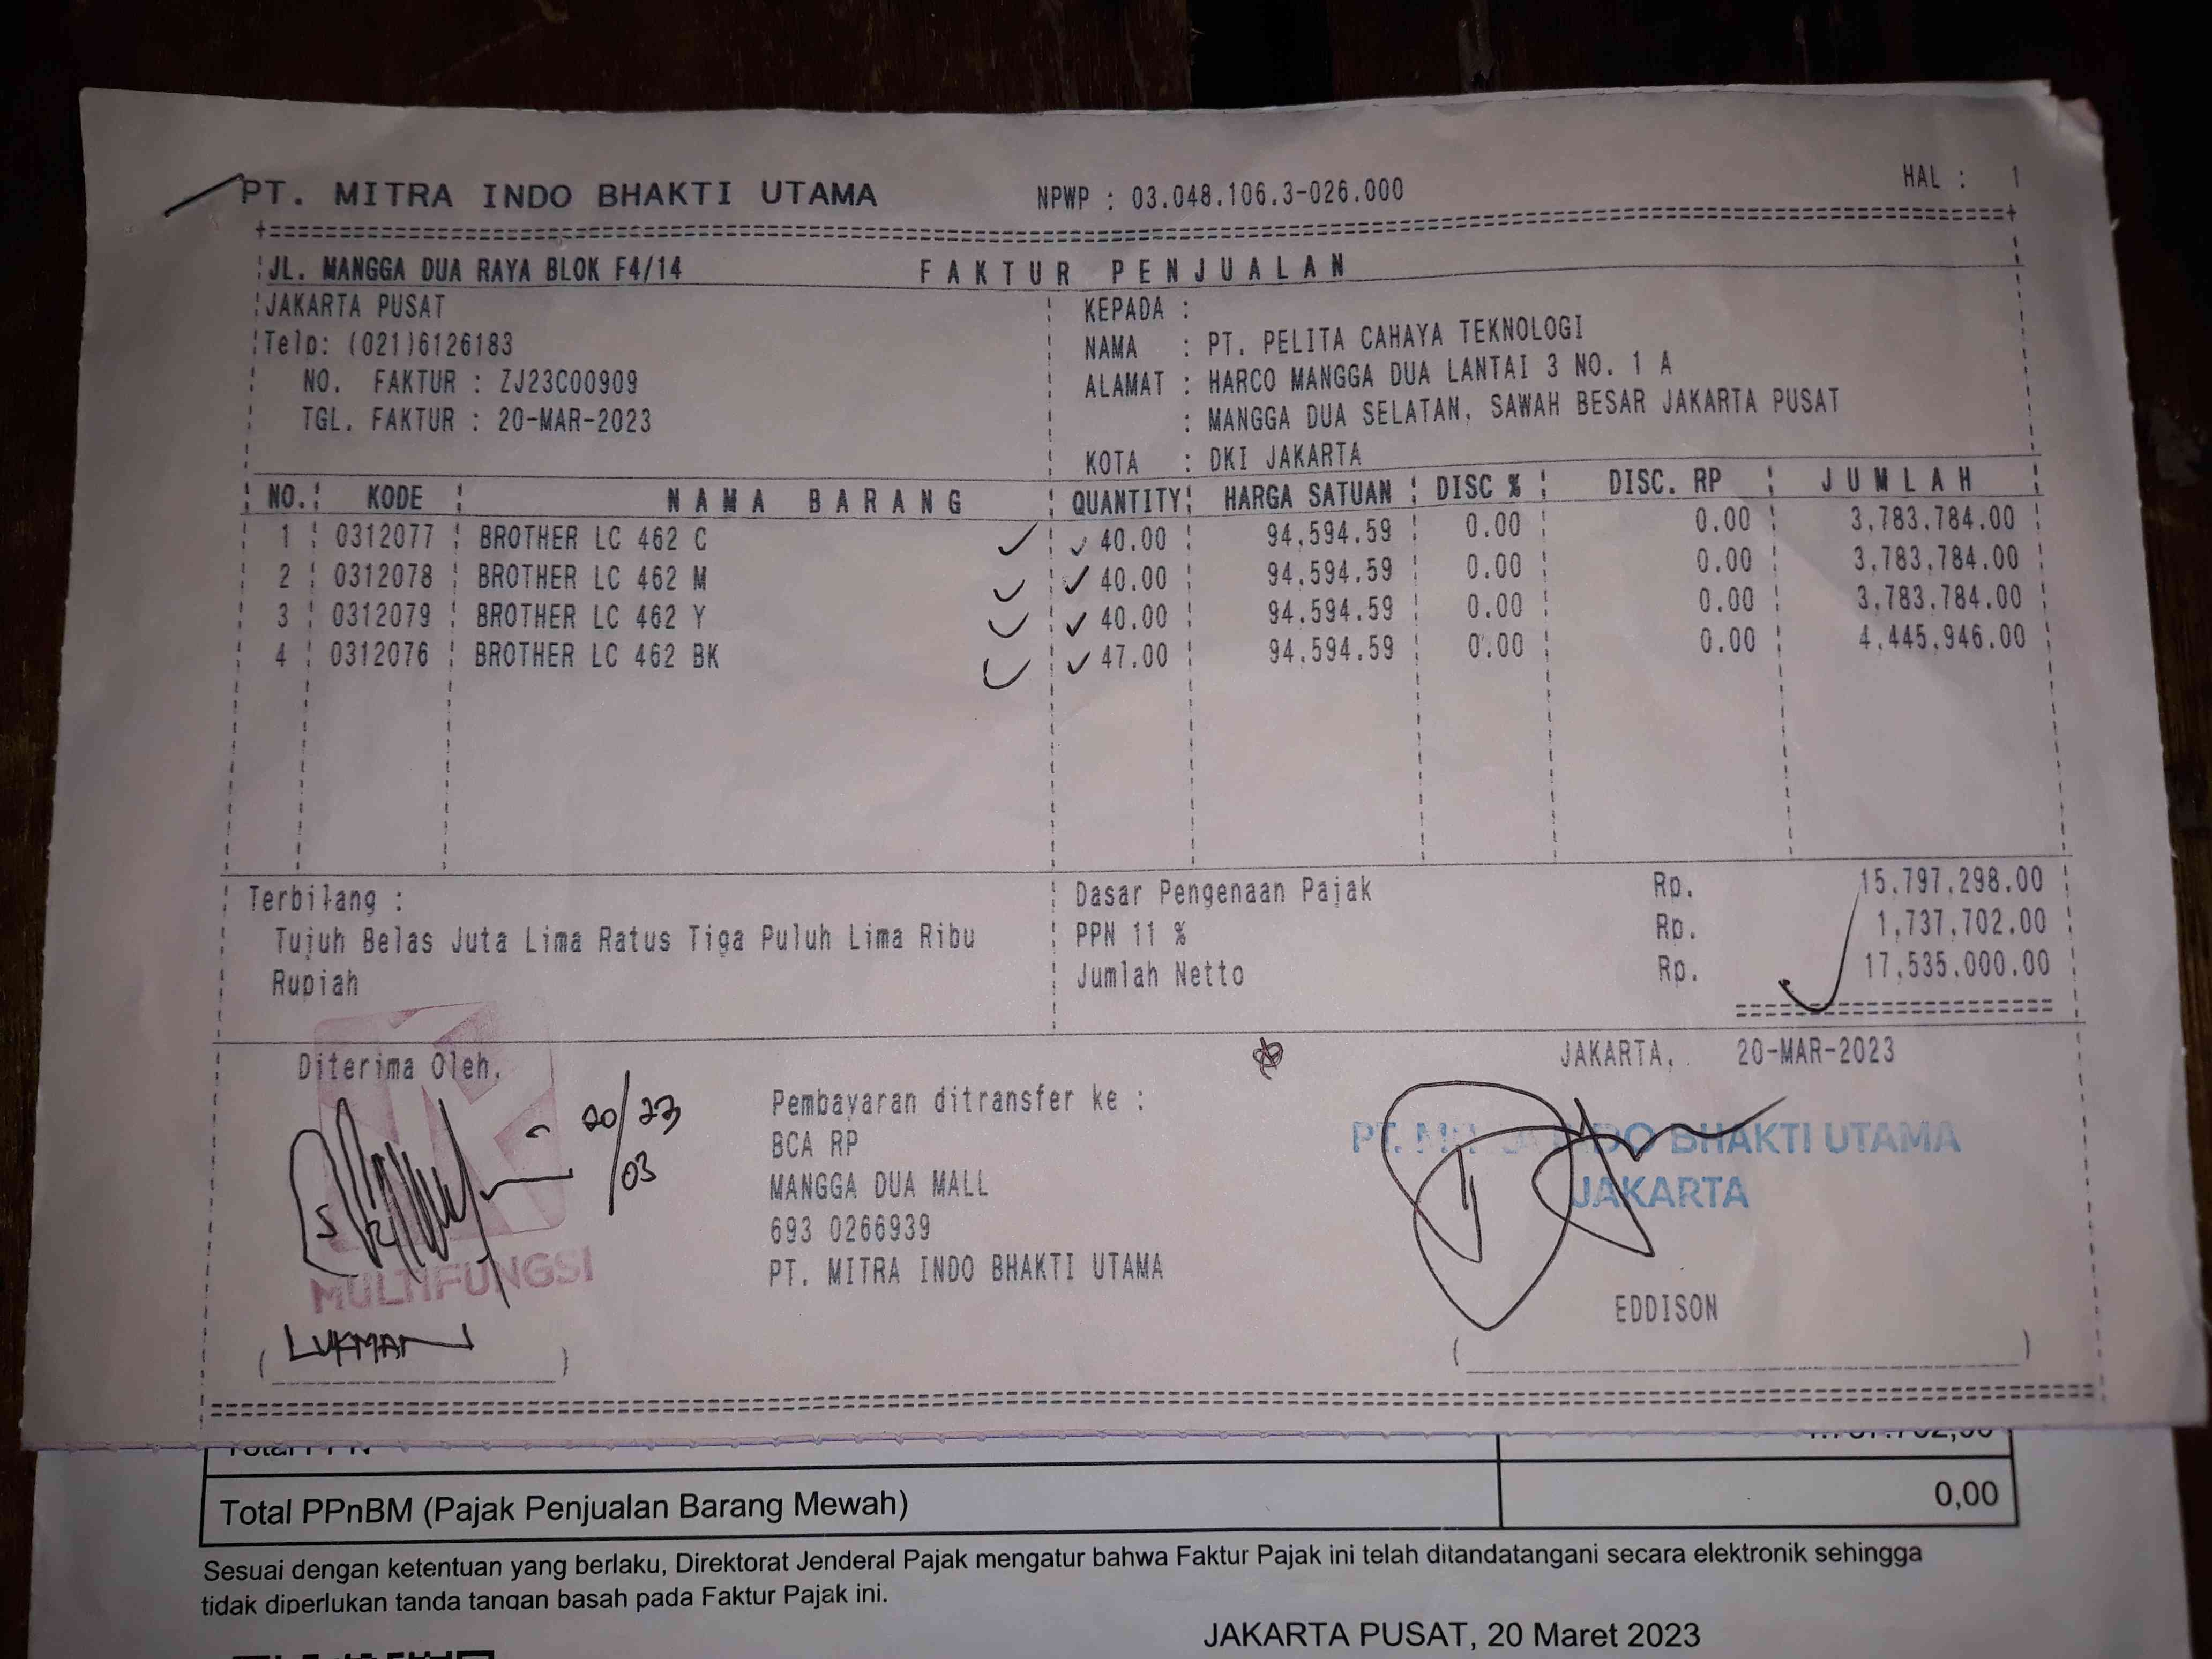 PT. MITRA INDO BHAKTI UTAMA NPWP : 03.048.106.3-026.000 HAL : 1
JL. MANGGA DUA RAYA BLOK F4/14 FAKTUR PENJUALAN
JAKARTA PUSAT
Telp: (021)6126183
NO. FAKTUR : ZJ23C00909
TGL. FAKTUR : 20-MAR-2023
KEPADA :
NAMA : PT. PELITA CAHAYA TEKNOLOGI
ALAMAT : HARCO MANGGA DUA LANTAI 3 NO. 1 A
: MANGGA DUA SELATAN, SAWAH BESAR JAKARTA PUSAT
KOTA : DKI JAKARTA
NO. KODE NAMA BARANG QUANTITY HARGA SATUAN DISC % DISC. RP JUMLAH
1 0312077 BROTHER LC 462 C 40.00 94,594.59 0.00 0.00 3,783,784.00
2 0312078 BROTHER LC 462 M 40.00 94,594.59 0.00 0.00 3,783,784.00
3 0312079 BROTHER LC 462 Y 40.00 94,594.59 0.00 0.00 3,783,784.00
4 0312076 BROTHER LC 462 BK 47.00 94,594.59 0.00 0.00 4,445,946.00
Terbilang :
Tujuh Belas Juta Lima Ratus Tiga Puluh Lima Ribu
Rupiah
Dasar Pengenaan Pajak Rp. 15,797,298.00
PPN 11 % Rp. 1,737,702.00
Jumlah Netto Rp. 17,535,000.00
Diterima Oleh,
20/23
03
MULTIFUNGSI
LUKMAN
Pembayaran ditransfer ke :
BCA RP
MANGGA DUA MALL
693 0266939
PT. MITRA INDO BHAKTI UTAMA
JAKARTA, 20-MAR-2023
PT. INDO BHAKTI UTAMA
JAKARTA
EDDISON
Total PPN
Total PPnBM (Pajak Penjualan Barang Mewah) 0,00
Sesuai dengan ketentuan yang berlaku, Direktorat Jenderal Pajak mengatur bahwa Faktur Pajak ini telah ditandatangani secara elektronik sehingga
tidak diperlukan tanda tangan basah pada Faktur Pajak ini.
JAKARTA PUSAT, 20 Maret 2023